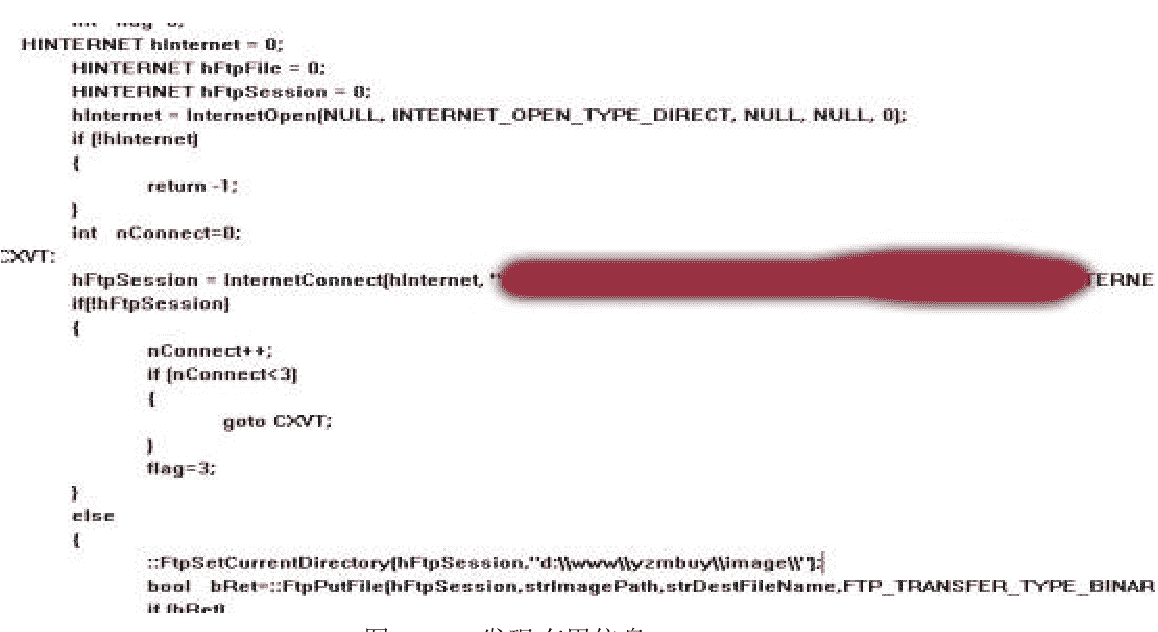 HINTERNET hInternet = 0;
HINTERNET hFtpFile = 0;
HINTERNET hFtpSession = 0;
hInternet = InternetOpen(NULL, INTERNET_OPEN_TYPE_DIRECT, NULL, NULL, 0);
if (!hInternet)
{
return -1;
}
int nConnect=0;
CXVT:
hFtpSession = InternetConnect(hInternet, "
if(!hFtpSession)
{
nConnect++;
if (nConnect<3)
{
goto CXVT;
}
flag=3;
}
else
{
::FtpSetCurrentDirectory(hFtpSession,"d:\\www\\yzmbuy\\image\\");
bool bRet=::FtpPutFile(hFtpSession,strImagePath,strDestFileName,FTP_TRANSFER_TYPE_BINAR